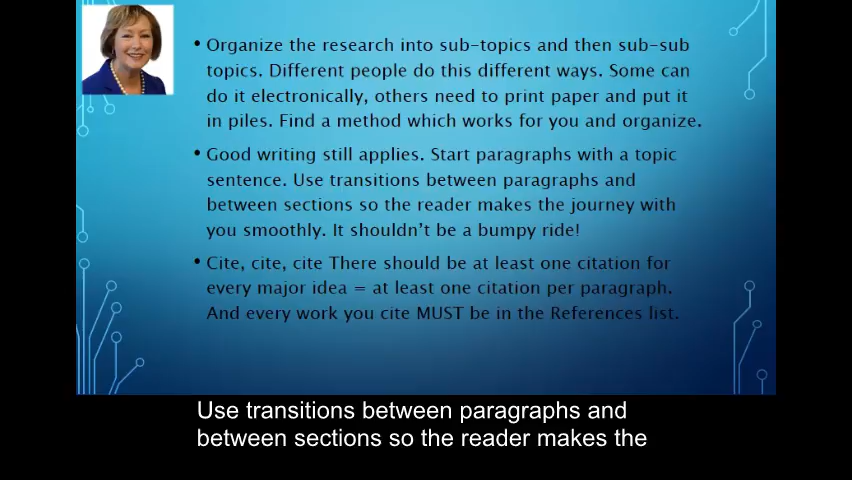 • Organize the research into sub-topics and then sub-sub
topics. Different people do this different ways. Some can
do it electronically, others need to print paper and put it
in piles. Find a method which works for you and organize.
• Good writing still applies. Start paragraphs with a topic
sentence. Use transitions between paragraphs and
between sections so the reader makes the journey with
you smoothly. It shouldn't be a bumpy ride!
• Cite, cite, cite There should be at least one citation for
every major idea = at least one citation per paragraph.
And every work you cite MUST be in the References list.
Use transitions between paragraphs and
between sections so the reader makes the